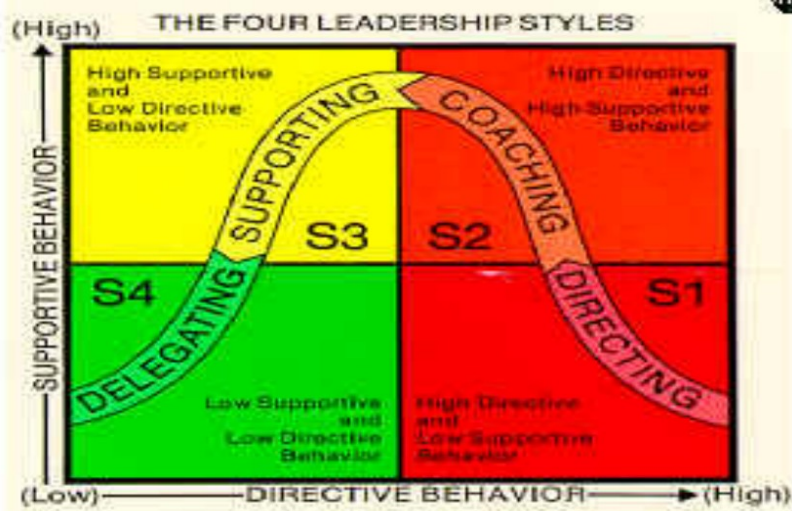 THE FOUR LEADERSHIP STYLES
(High)
High Supportive
and
Low Directive
Behavior
High Directive
and
High Supportive
Behavior
SUPPORTING
COACHING
S3
S2
S4
S1
DELEGATING
DIRECTING
Low Supportive
and
Low Directive
Behavior
High Directive
and
Low Supportive
Behavior
SUPPORTIVE BEHAVIOR
(Low)
DIRECTIVE BEHAVIOR
(High)